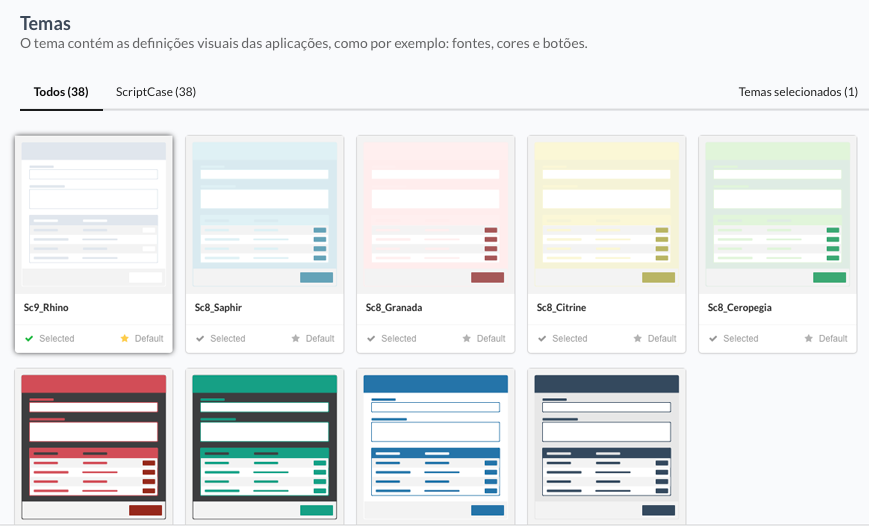 Temas
O tema contém as definições visuais das aplicações, como por exemplo: fontes, cores e botões.
Todos (38) ScriptCase (38) Temas selecionados (1)
Sc9_Rhino Sc8_Saphir Sc8_Granada Sc8_Citrine Sc8_Ceropegia
Selected Default Selected Default Selected Default Selected Default Selected Default